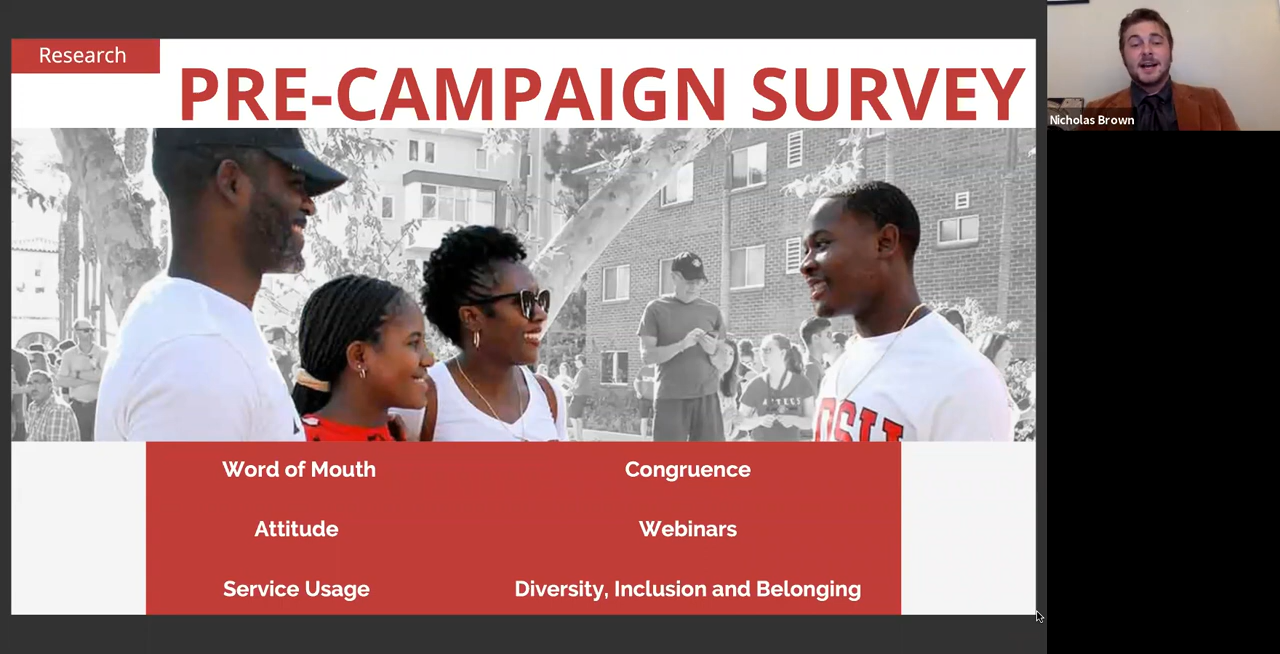 Research
PRE-CAMPAIGN SURVEY
Nicholas Brown
Word of Mouth
Congruence
Attitude
Webinars
Service Usage
Diversity, Inclusion and Belonging